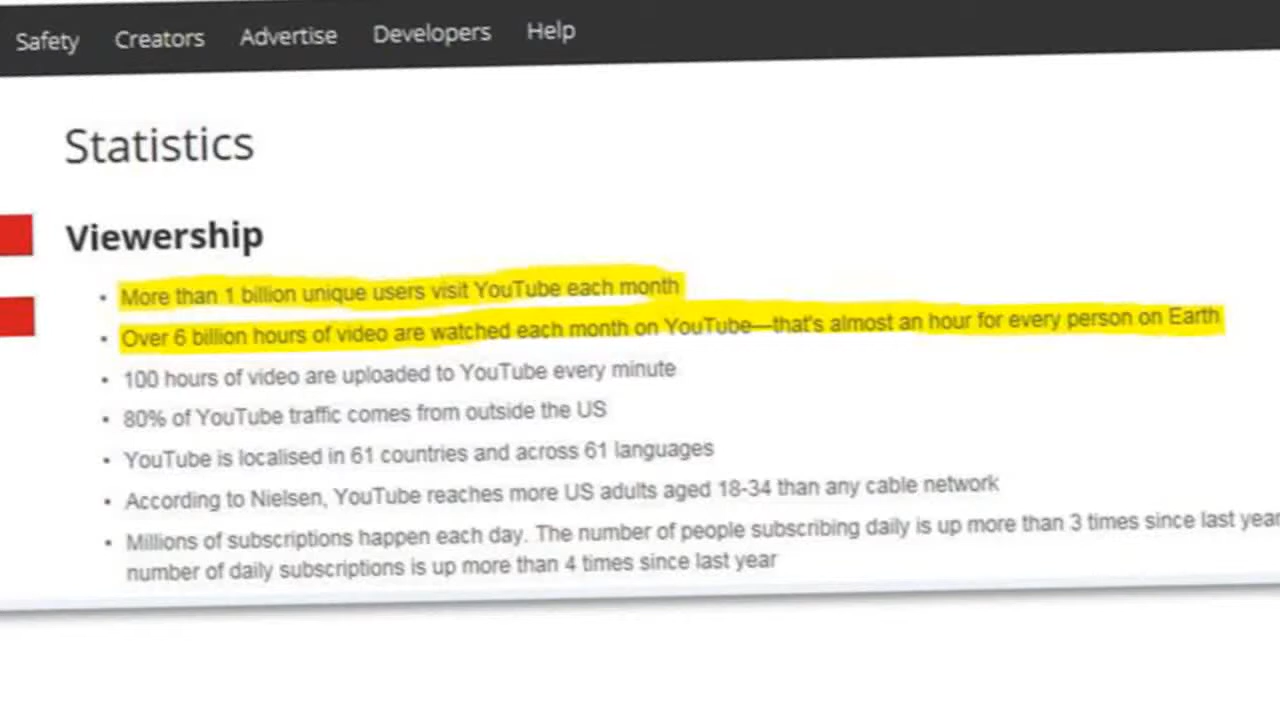 Safety Creators Advertise Developers Help
Statistics
Viewership
• More than 1 billion unique users visit YouTube each month
• Over 6 billion hours of video are watched each month on YouTube—that's almost an hour for every person on Earth
• 100 hours of video are uploaded to YouTube every minute
• 80% of YouTube traffic comes from outside the US
• YouTube is localised in 61 countries and across 61 languages
• According to Nielsen, YouTube reaches more US adults aged 18-34 than any cable network
• Millions of subscriptions happen each day. The number of people subscribing daily is up more than 3 times since last year
number of daily subscriptions is up more than 4 times since last year